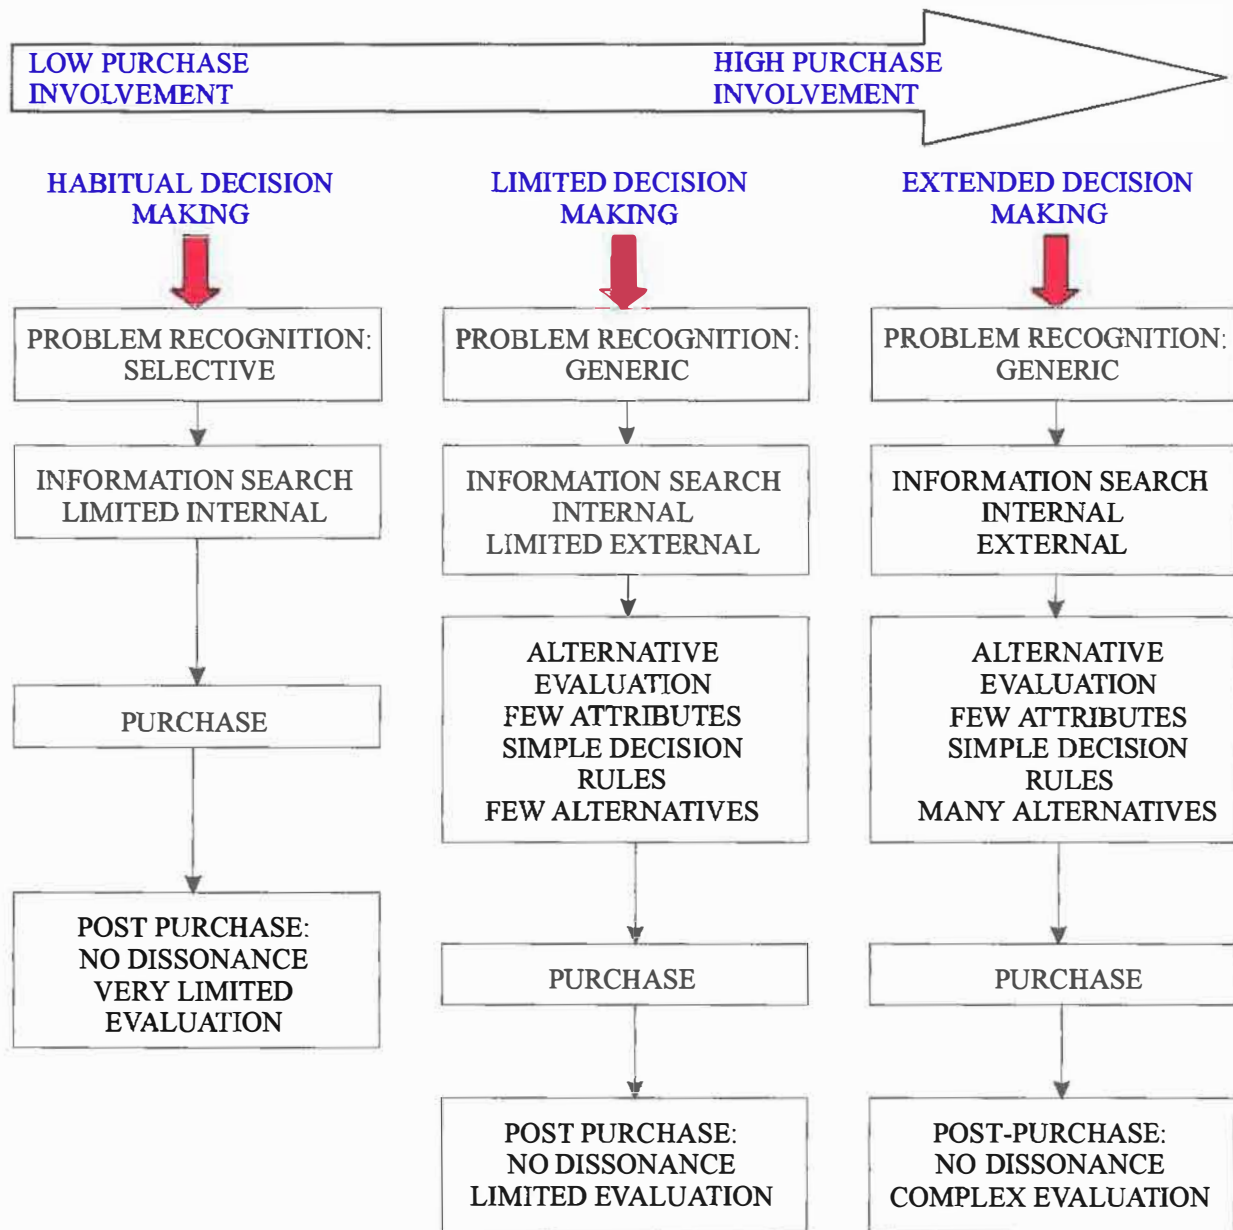 LOW PURCHASE
INVOLVEMENT
HIGH PURCHASE
INVOLVEMENT
HABITUAL DECISION
MAKING
LIMITED DECISION
MAKING
EXTENDED DECISION
MAKING
PROBLEM RECOGNITION:
SELECTIVE
PROBLEM RECOGNITION:
GENERIC
PROBLEM RECOGNITION:
GENERIC
INFORMATION SEARCH
LIMITED INTERNAL
INFORMATION SEARCH
INTERNAL
LIMITED EXTERNAL
INFORMATION SEARCH
INTERNAL
EXTERNAL
PURCHASE
ALTERNATIVE
EVALUATION
FEW ATTRIBUTES
SIMPLE DECISION
RULES
FEW ALTERNATIVES
ALTERNATIVE
EVALUATION
FEW ATTRIBUTES
SIMPLE DECISION
RULES
MANY ALTERNATIVES
POST PURCHASE:
NO DISSONANCE
VERY LIMITED
EVALUATION
PURCHASE
PURCHASE
POST PURCHASE:
NO DISSONANCE
LIMITED EVALUATION
POST-PURCHASE:
NO DISSONANCE
COMPLEX EVALUATION